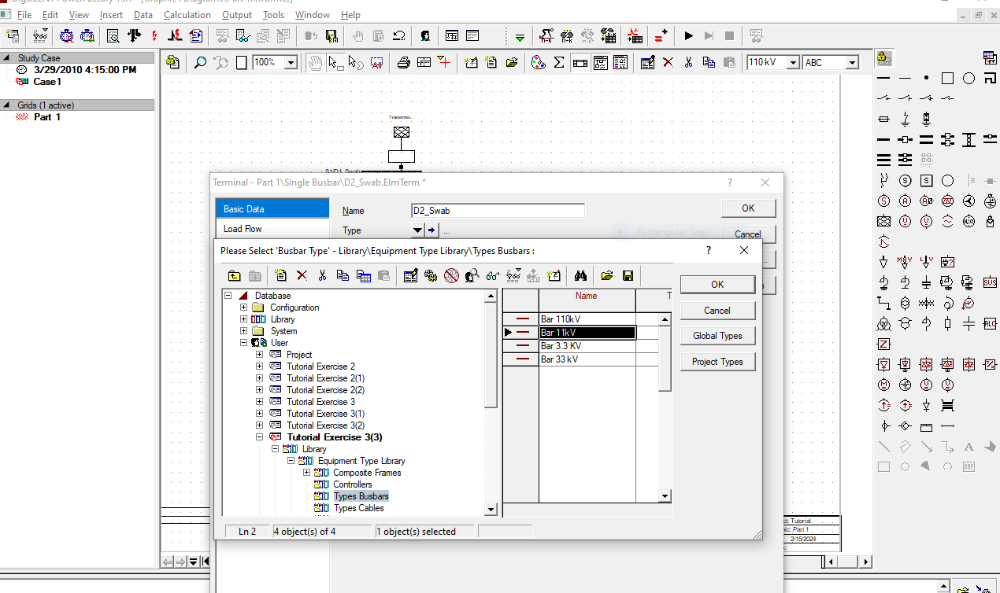 File Edit View Insert Data Calculation Output Tools Window Help
100%
110 kV
ABC
Study Case
3/29/2010 4:15:00 PM
Case1
Grids (1 active)
Part 1
S1/D1_Swab
Terminal - Part 1\Single Busbar\D2_Swab.ElmTerm *
?
Basic Data
Load Flow
Name
D2_Swab
Type
...
OK
Cancel
Rectangular Snip
Please Select 'Busbar Type' - Library\Equipment Type Library\Types Busbars :
?
Database
Configuration
Library
System
User
Project
Tutorial Exercise 2
Tutorial Exercise 2(1)
Tutorial Exercise 2(2)
Tutorial Exercise 3
Tutorial Exercise 3(1)
Tutorial Exercise 3(2)
Tutorial Exercise 3(3)
Library
Equipment Type Library
Composite Frames
Controllers
Types Busbars
Types Cables
Name
T
Bar 110kV
Bar 11kV
Bar 3.3 KV
Bar 33 kV
OK
Cancel
Global Types
Project Types
Ln 2
4 object(s) of 4
1 object(s) selected
Tutorial
Part 1
2/15/2024
SVS
RLC
BMP